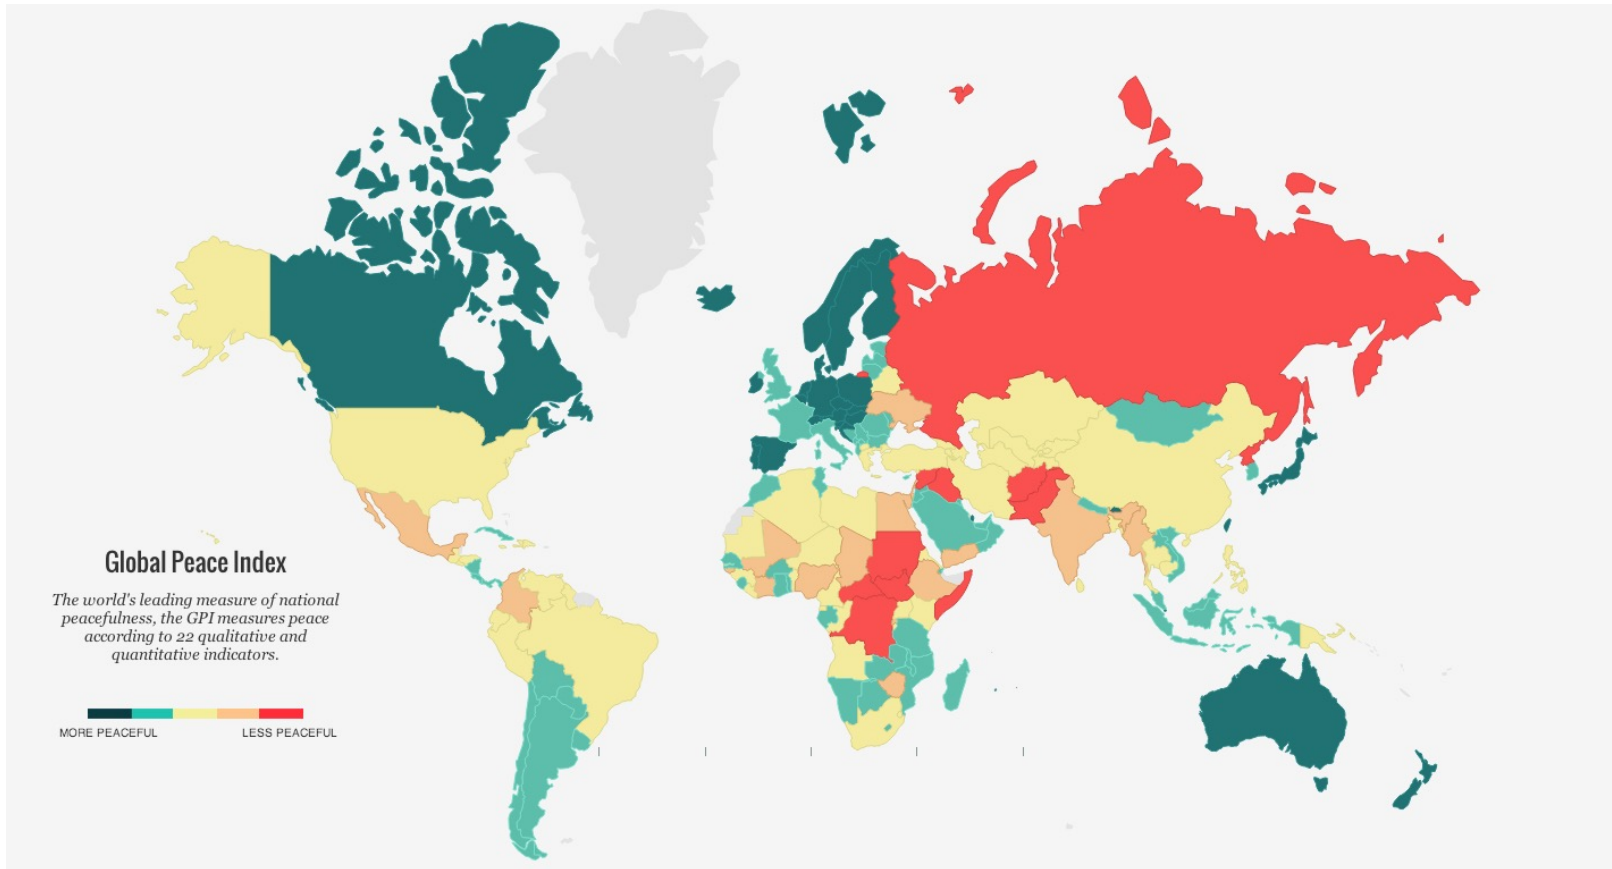 Global Peace Index
The world's leading measure of national
peacefulness, the GPI measures peace
according to 22 qualitative and
quantitative indicators.
MORE PEACEFUL
LESS PEACEFUL